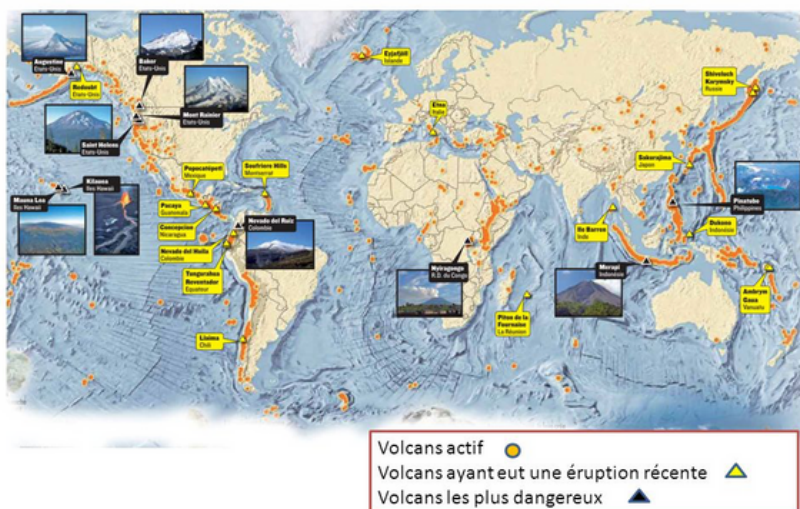 Augustine
Etats-Unis
Redoubt
Etats-Unis
Baker
Etats-Unis
Mont Rainier
Etats-Unis
Saint Helens
Etats-Unis
Kilauea
Iles Hawaii
Mauna Loa
Iles Hawaii
Popocatépetl
Mexique
Pacaya
Guatemala
Concepcion
Nicaragua
Soufriere Hills
Montserrat
Nevado del Ruiz
Colombie
Nevado del Huila
Colombie
Tungurahua
Reventador
Equateur
Llaima
Chili
Eyjafjöll
Islande
Etna
Italie
Nyiragongo
R.D. du Congo
Piton de la
Fournaise
La Réunion
Shiveluch
Karymsky
Russie
Sakurajima
Japon
Pinatubo
Philippines
Ile Barren
Inde
Dukono
Indonésie
Merapi
Indonésie
Ambrym
Gaua
Vanuatu
Volcans actif
Volcans ayant eut une éruption récente
Volcans les plus dangereux